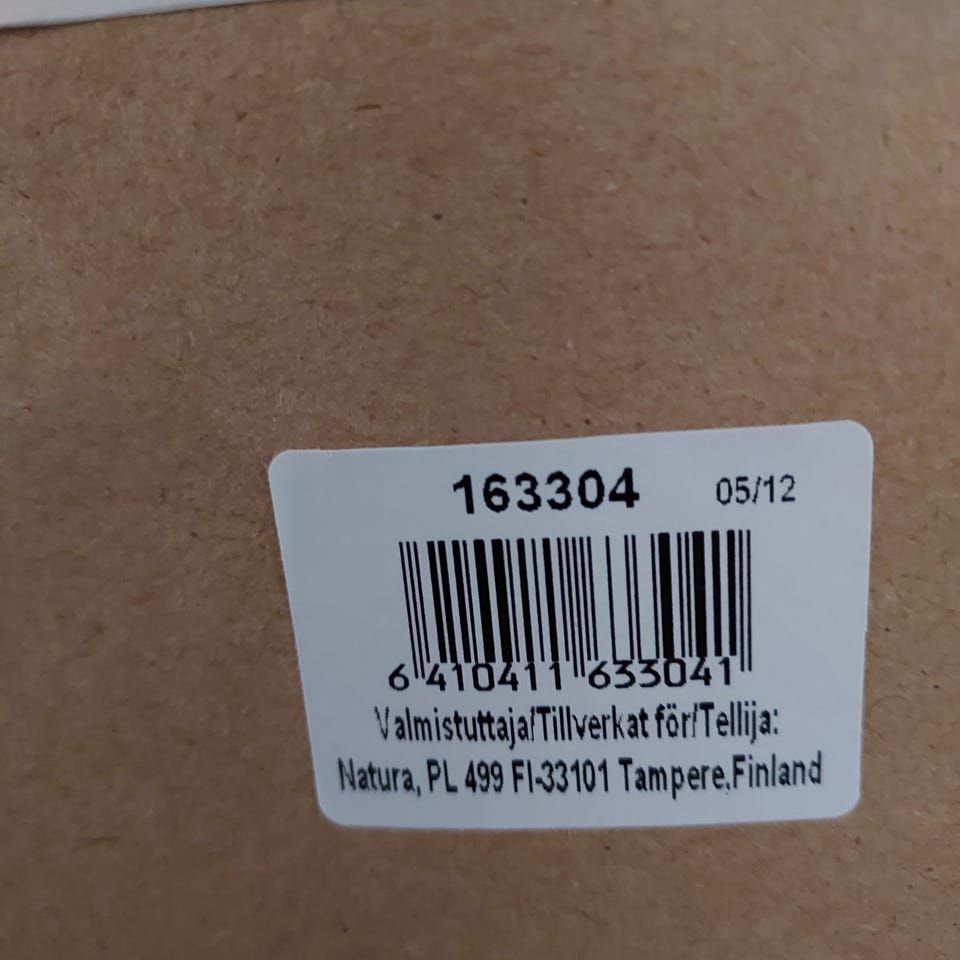 163304 05/12
6 410411 633041
Valmistuttaja/Tillverkat för/Tellija:
Natura, PL 499 FI-33101 Tampere,Finland